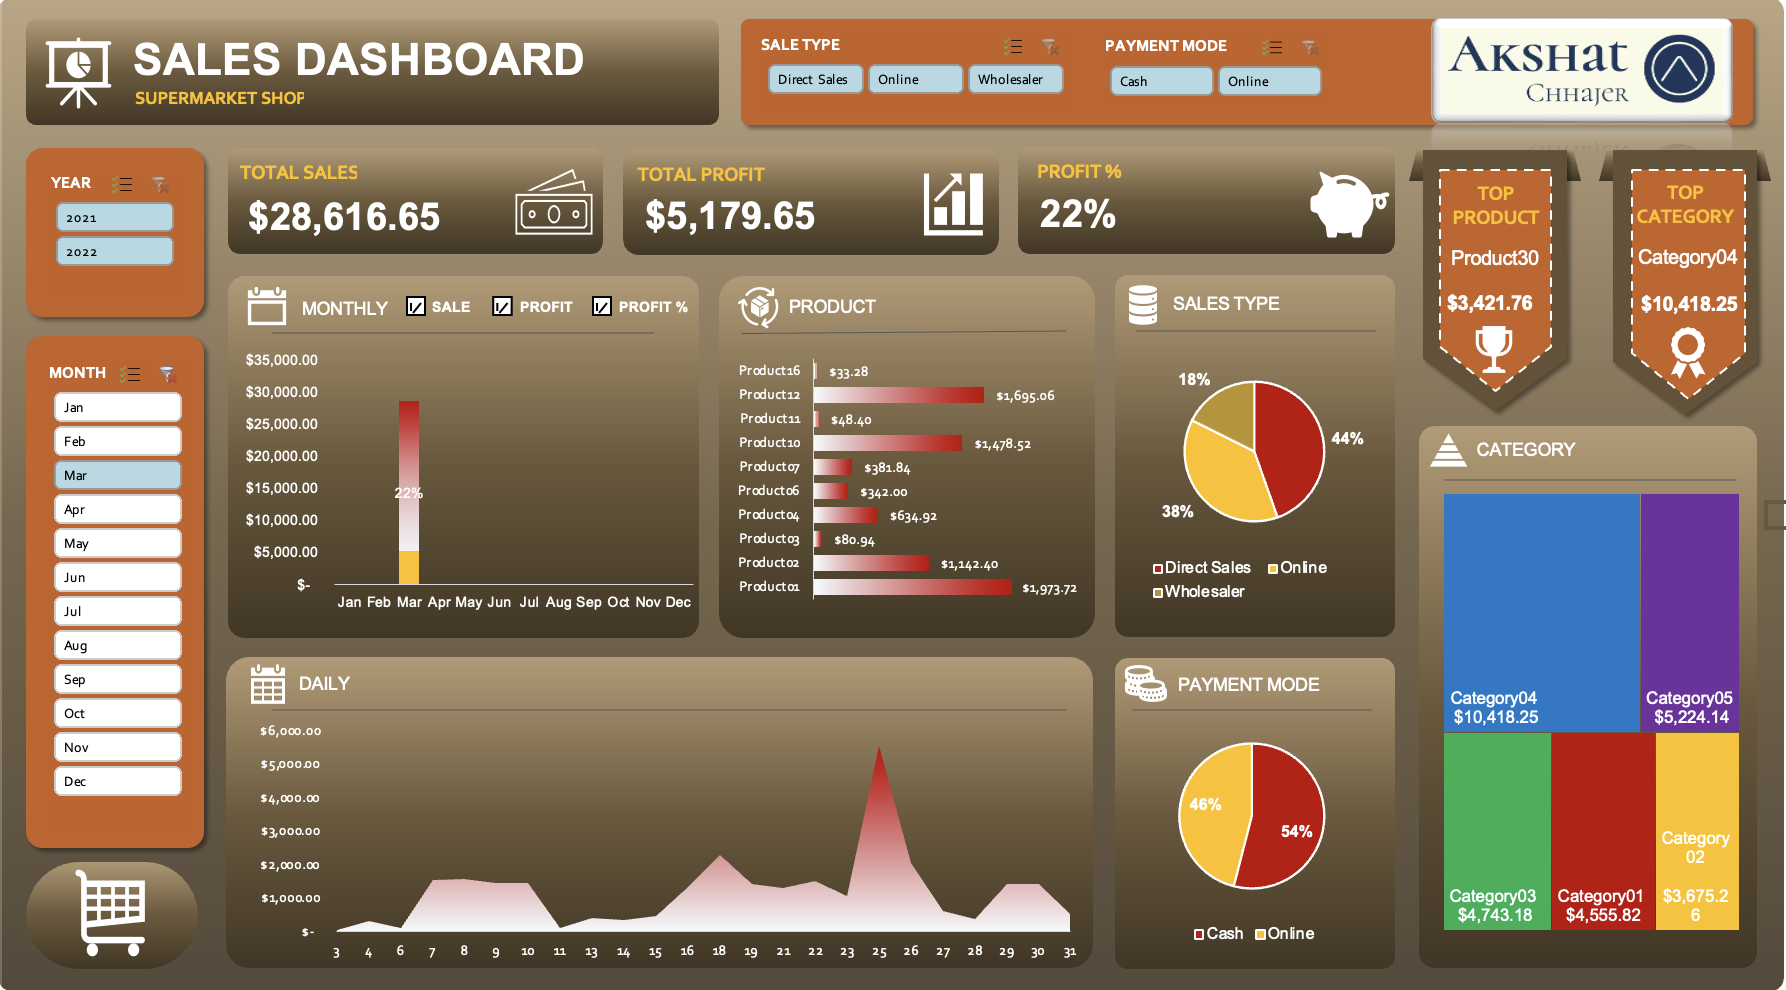 SALES DASHBOARD
SUPERMARKET SHOP
SALE TYPE
Direct Sales
Online
Wholesaler
PAYMENT MODE
Cash
Online
Akshat
Chhajer
YEAR
2021
2022
TOTAL SALES
$28,616.65
TOTAL PROFIT
$5,179.65
PROFIT %
22%
TOP
PRODUCT
Product30
$3,421.76
TOP
CATEGORY
Category04
$10,418.25
MONTH
Jan
Feb
Mar
Apr
May
Jun
Jul
Aug
Sep
Oct
Nov
Dec
MONTHLY
SALE
PROFIT
PROFIT %
$35,000.00
$30,000.00
$25,000.00
$20,000.00
$15,000.00
$10,000.00
$5,000.00
$-
22%
Jan Feb Mar Apr May Jun Jul Aug Sep Oct Nov Dec
PRODUCT
Product16 $33.28
Product12 $1,695.06
Product11 $48.40
Product10 $1,478.52
Product07 $381.84
Product06 $342.00
Product04 $634.92
Product03 $80.94
Product02 $1,142.40
Product01 $1,973.72
SALES TYPE
18%
44%
38%
Direct Sales Online
Wholesaler
CATEGORY
Category04
$10,418.25
Category05
$5,224.14
Category03
$4,743.18
Category01
$4,555.82
Category
02
$3,675.2
6
DAILY
$6,000.00
$5,000.00
$4,000.00
$3,000.00
$2,000.00
$1,000.00
$-
3 4 6 7 8 9 10 11 13 14 15 16 18 19 21 22 23 25 26 27 28 29 30 31
PAYMENT MODE
46%
54%
Cash Online